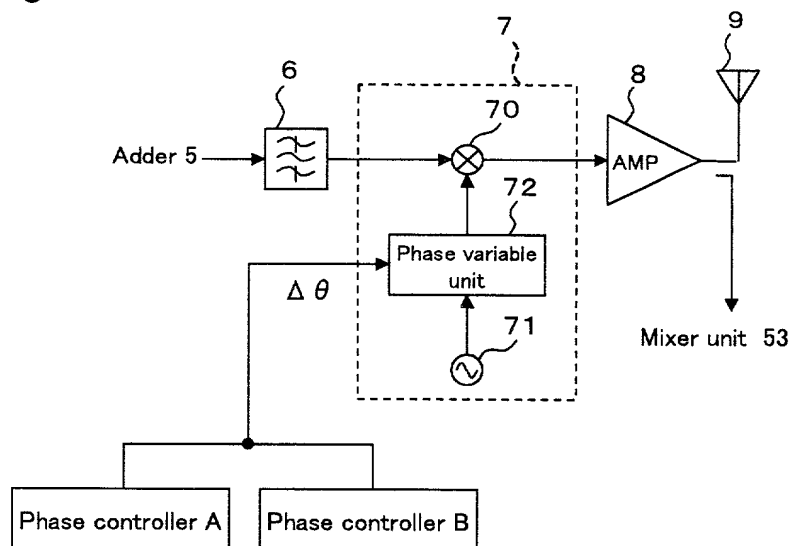 7
9
6
70
8
Adder 5
AMP
72
Phase variable
unit
Δ θ
71
Mixer unit 53
Phase controller A
Phase controller B